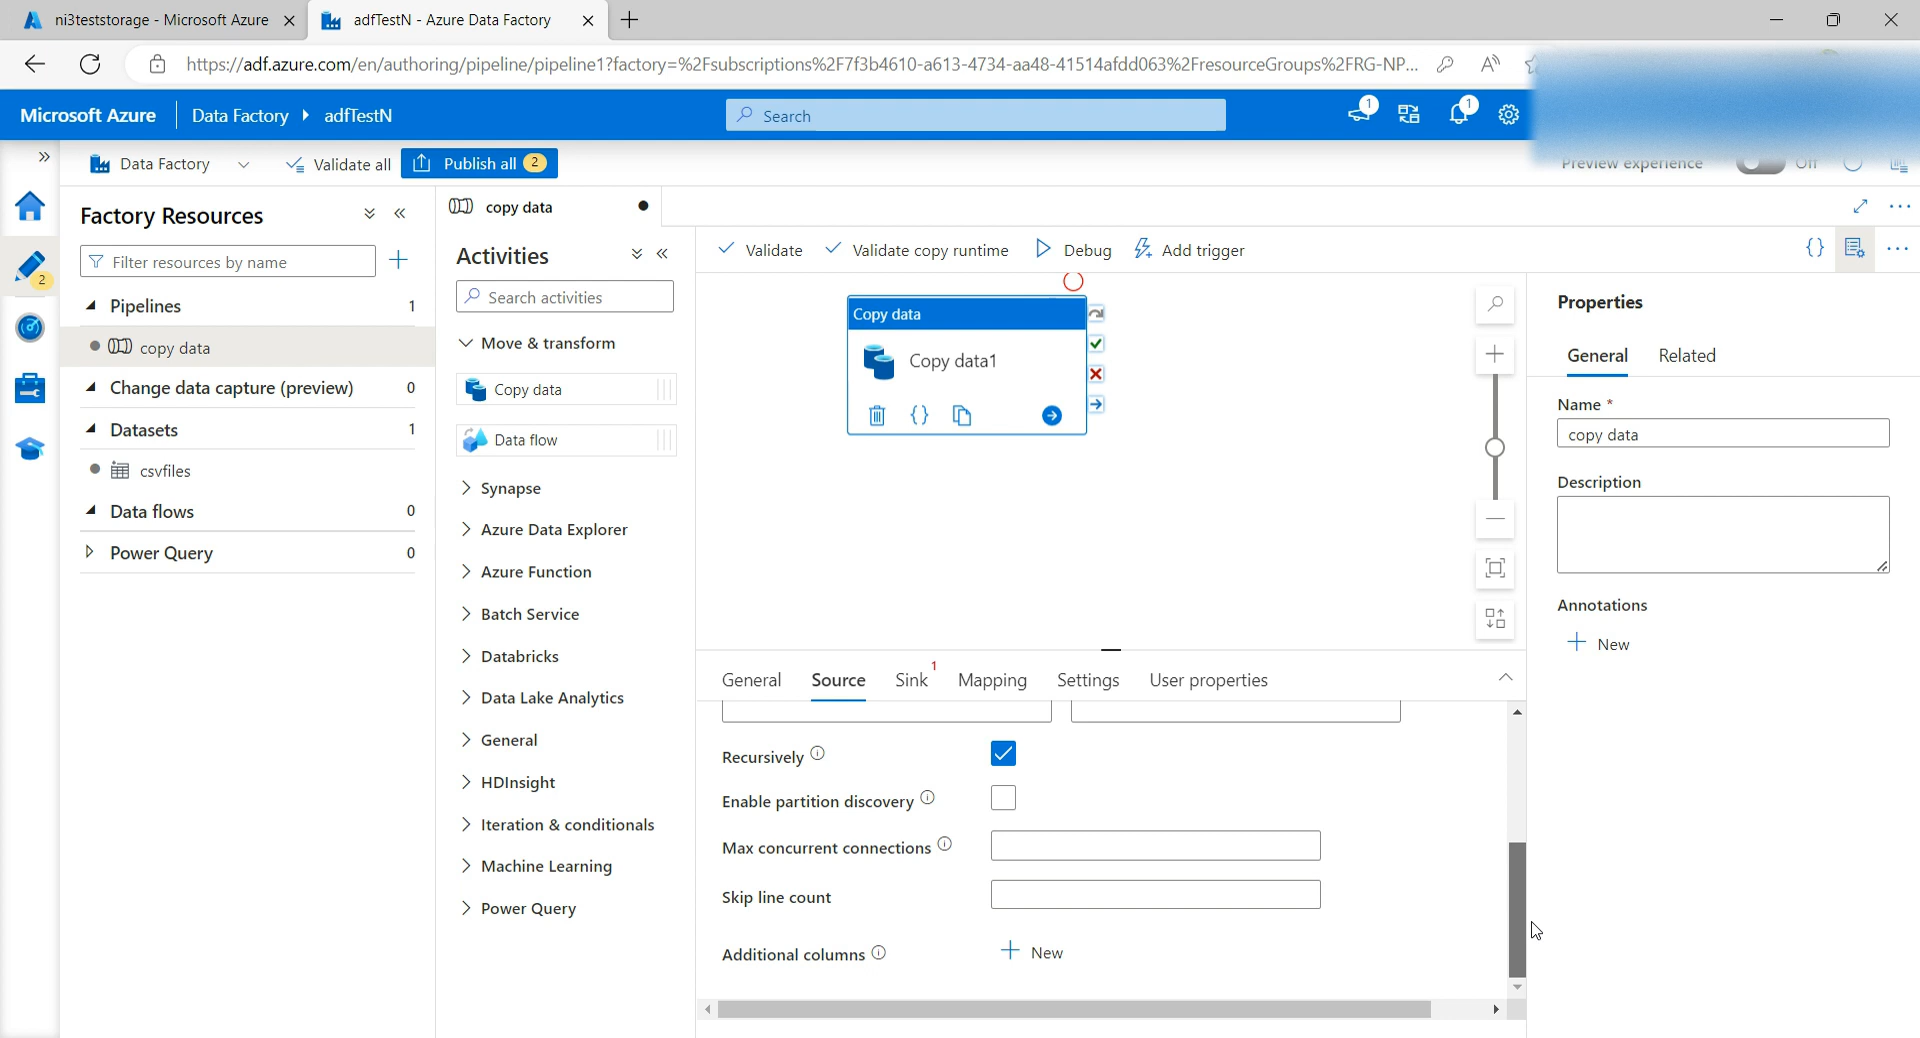 ni3teststorage - Microsoft Azure
adfTestN - Azure Data Factory
https://adf.azure.com/en/authoring/pipeline/pipeline1?factory=%2Fsubscriptions%2F7f3b4610-a613-4734-aa48-41514afdd063%2FresourceGroups%2FRG-NP...
Microsoft Azure
Data Factory
adfTestN
Search
1
1
Data Factory
Validate all
Publish all 2
Preview experience
Off
2
Factory Resources
Filter resources by name
Pipelines 1
copy data
Change data capture (preview) 0
Datasets 1
csvfiles
Data flows 0
Power Query 0
copy data
Activities
Search activities
Move & transform
Copy data
Data flow
Synapse
Azure Data Explorer
Azure Function
Batch Service
Databricks
Data Lake Analytics
General
HDInsight
Iteration & conditionals
Machine Learning
Power Query
Validate
Validate copy runtime
Debug
Add trigger
Copy data
Copy data1
General
Source
Sink 1
Mapping
Settings
User properties
Recursively
Enable partition discovery
Max concurrent connections
Skip line count
Additional columns
New
Properties
General
Related
Name *
copy data
Description
Annotations
New